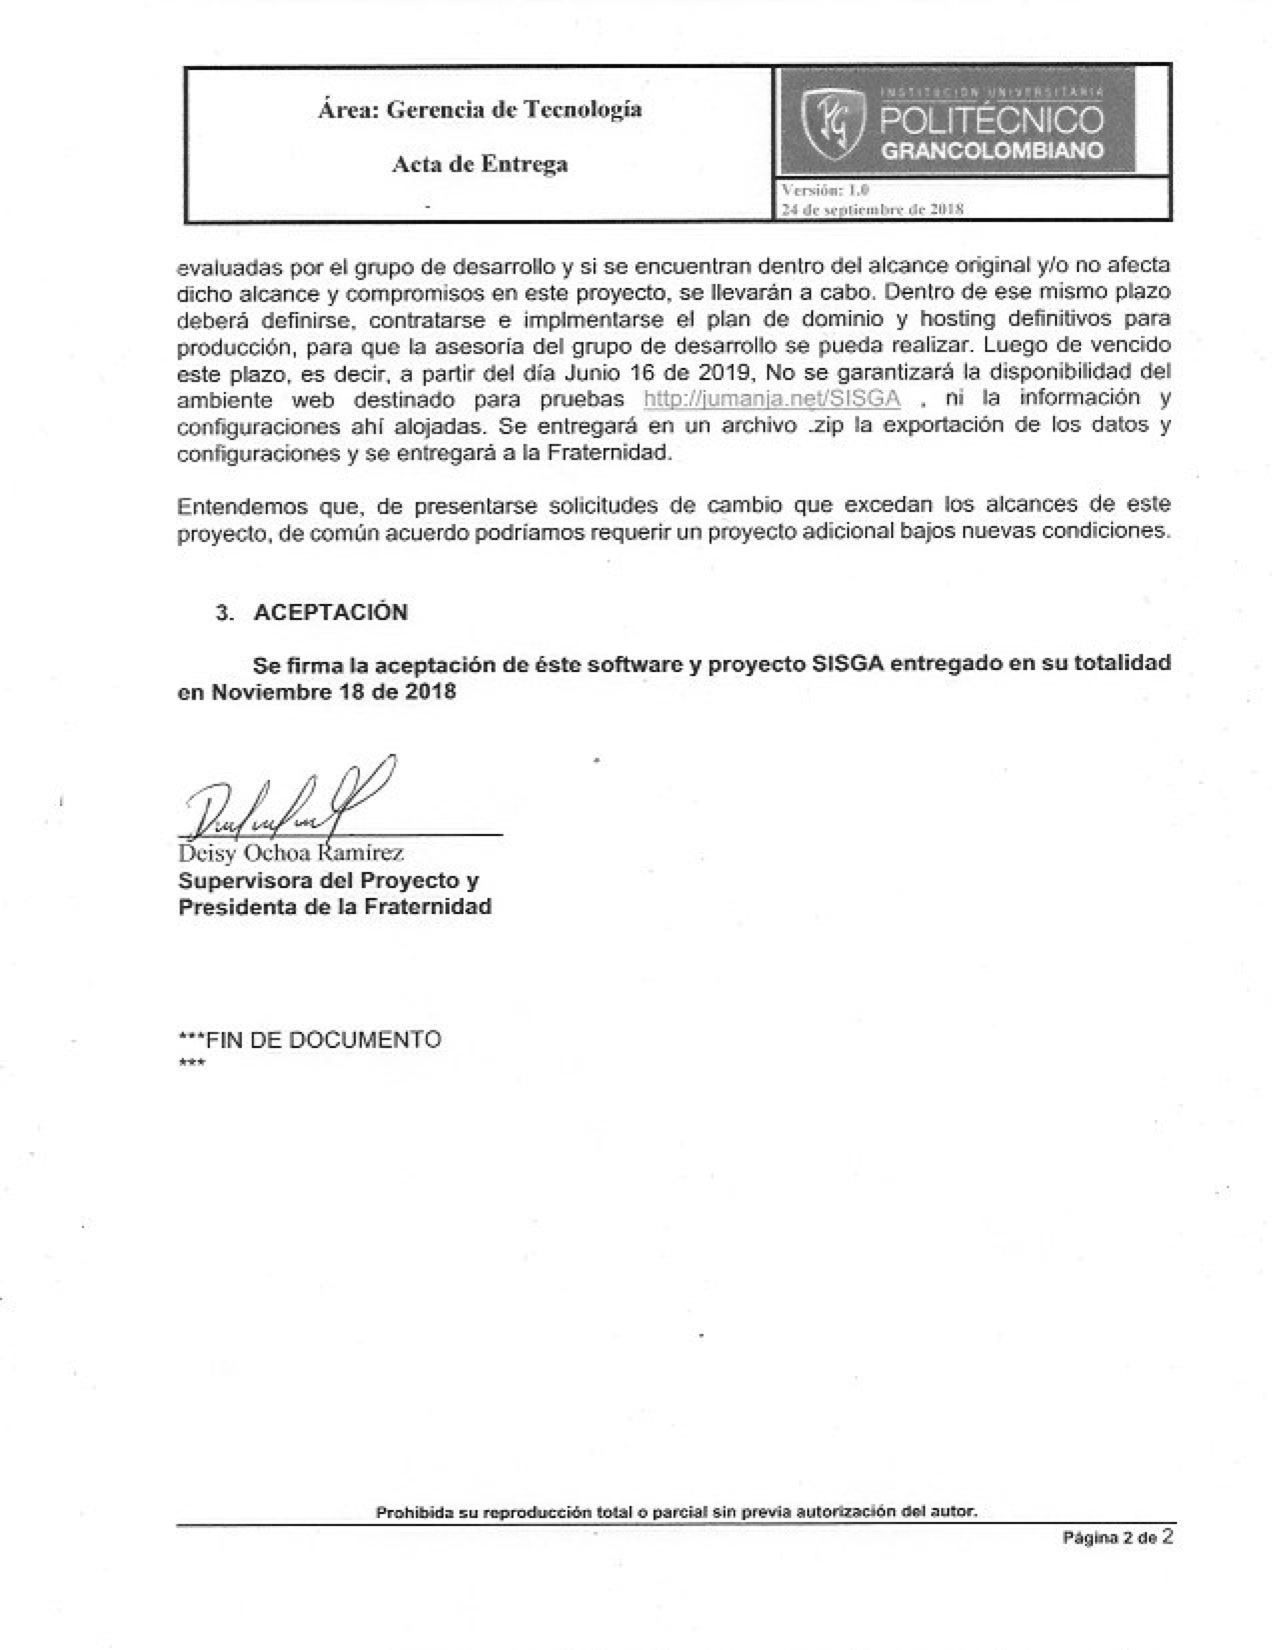 Área: Gerencia de Tecnología
Acta de Entrega
INSTITUCIÓN UNIVERSITARIA
POLITÉCNICO
GRANCOLOMBIANO
Versión: 1.0
24 de septiembre de 2018
evaluadas por el grupo de desarrollo y si se encuentran dentro del alcance original y/o no afecta
dicho alcance y compromisos en este proyecto, se llevarán a cabo. Dentro de ese mismo plazo
deberá definirse, contratarse e implmentarse el plan de dominio y hosting definitivos para
producción, para que la asesoría del grupo de desarrollo se pueda realizar. Luego de vencido
este plazo, es decir, a partir del día Junio 16 de 2019, No se garantizará la disponibilidad del
ambiente web destinado para pruebas http://jumanja.net/SISGA , ni la información y
configuraciones ahí alojadas. Se entregará en un archivo .zip la exportación de los datos y
configuraciones y se entregará a la Fraternidad.
Entendemos que, de presentarse solicitudes de cambio que excedan los alcances de este
proyecto, de común acuerdo podríamos requerir un proyecto adicional bajos nuevas condiciones.
3. ACEPTACIÓN
Se firma la aceptación de éste software y proyecto SISGA entregado en su totalidad
en Noviembre 18 de 2018
Deisy Ochoa Ramírez
Supervisora del Proyecto y
Presidenta de la Fraternidad
***FIN DE DOCUMENTO
***
Prohibida su reproducción total o parcial sin previa autorización del autor.
Página 2 de 2